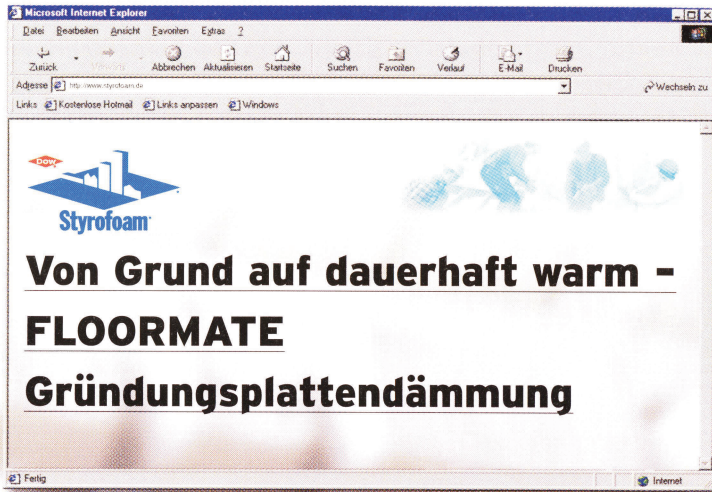 Microsoft Internet Explorer
Datei Bearbeiten Ansicht Favoriten Extras ?
Zurück Abbrechen Aktualisieren Startseite Suchen Favoriten Verlauf E-Mail Drucken
Adresse http://www.styrofoam.de Wechseln zu
Links Kostenlose Hotmail Links anpassen Windows
DOW
Styrofoam
Von Grund auf dauerhaft warm –
FLOORMATE
Gründungsplattendämmung
Fertig Internet